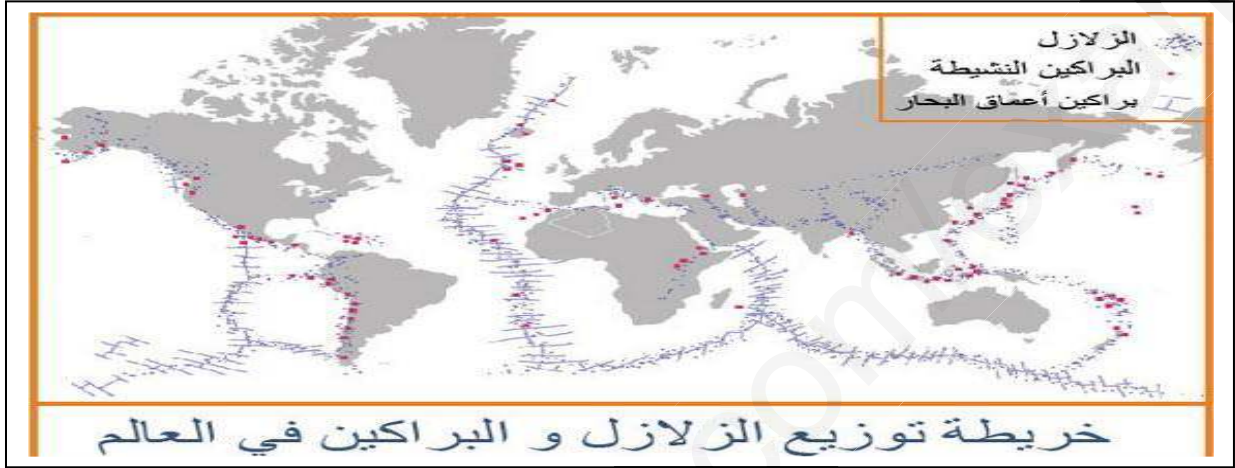 الزلازل
البراكين النشيطة
براكين أعماق البحار
خريطة توزيع الزلازل و البراكين في العالم